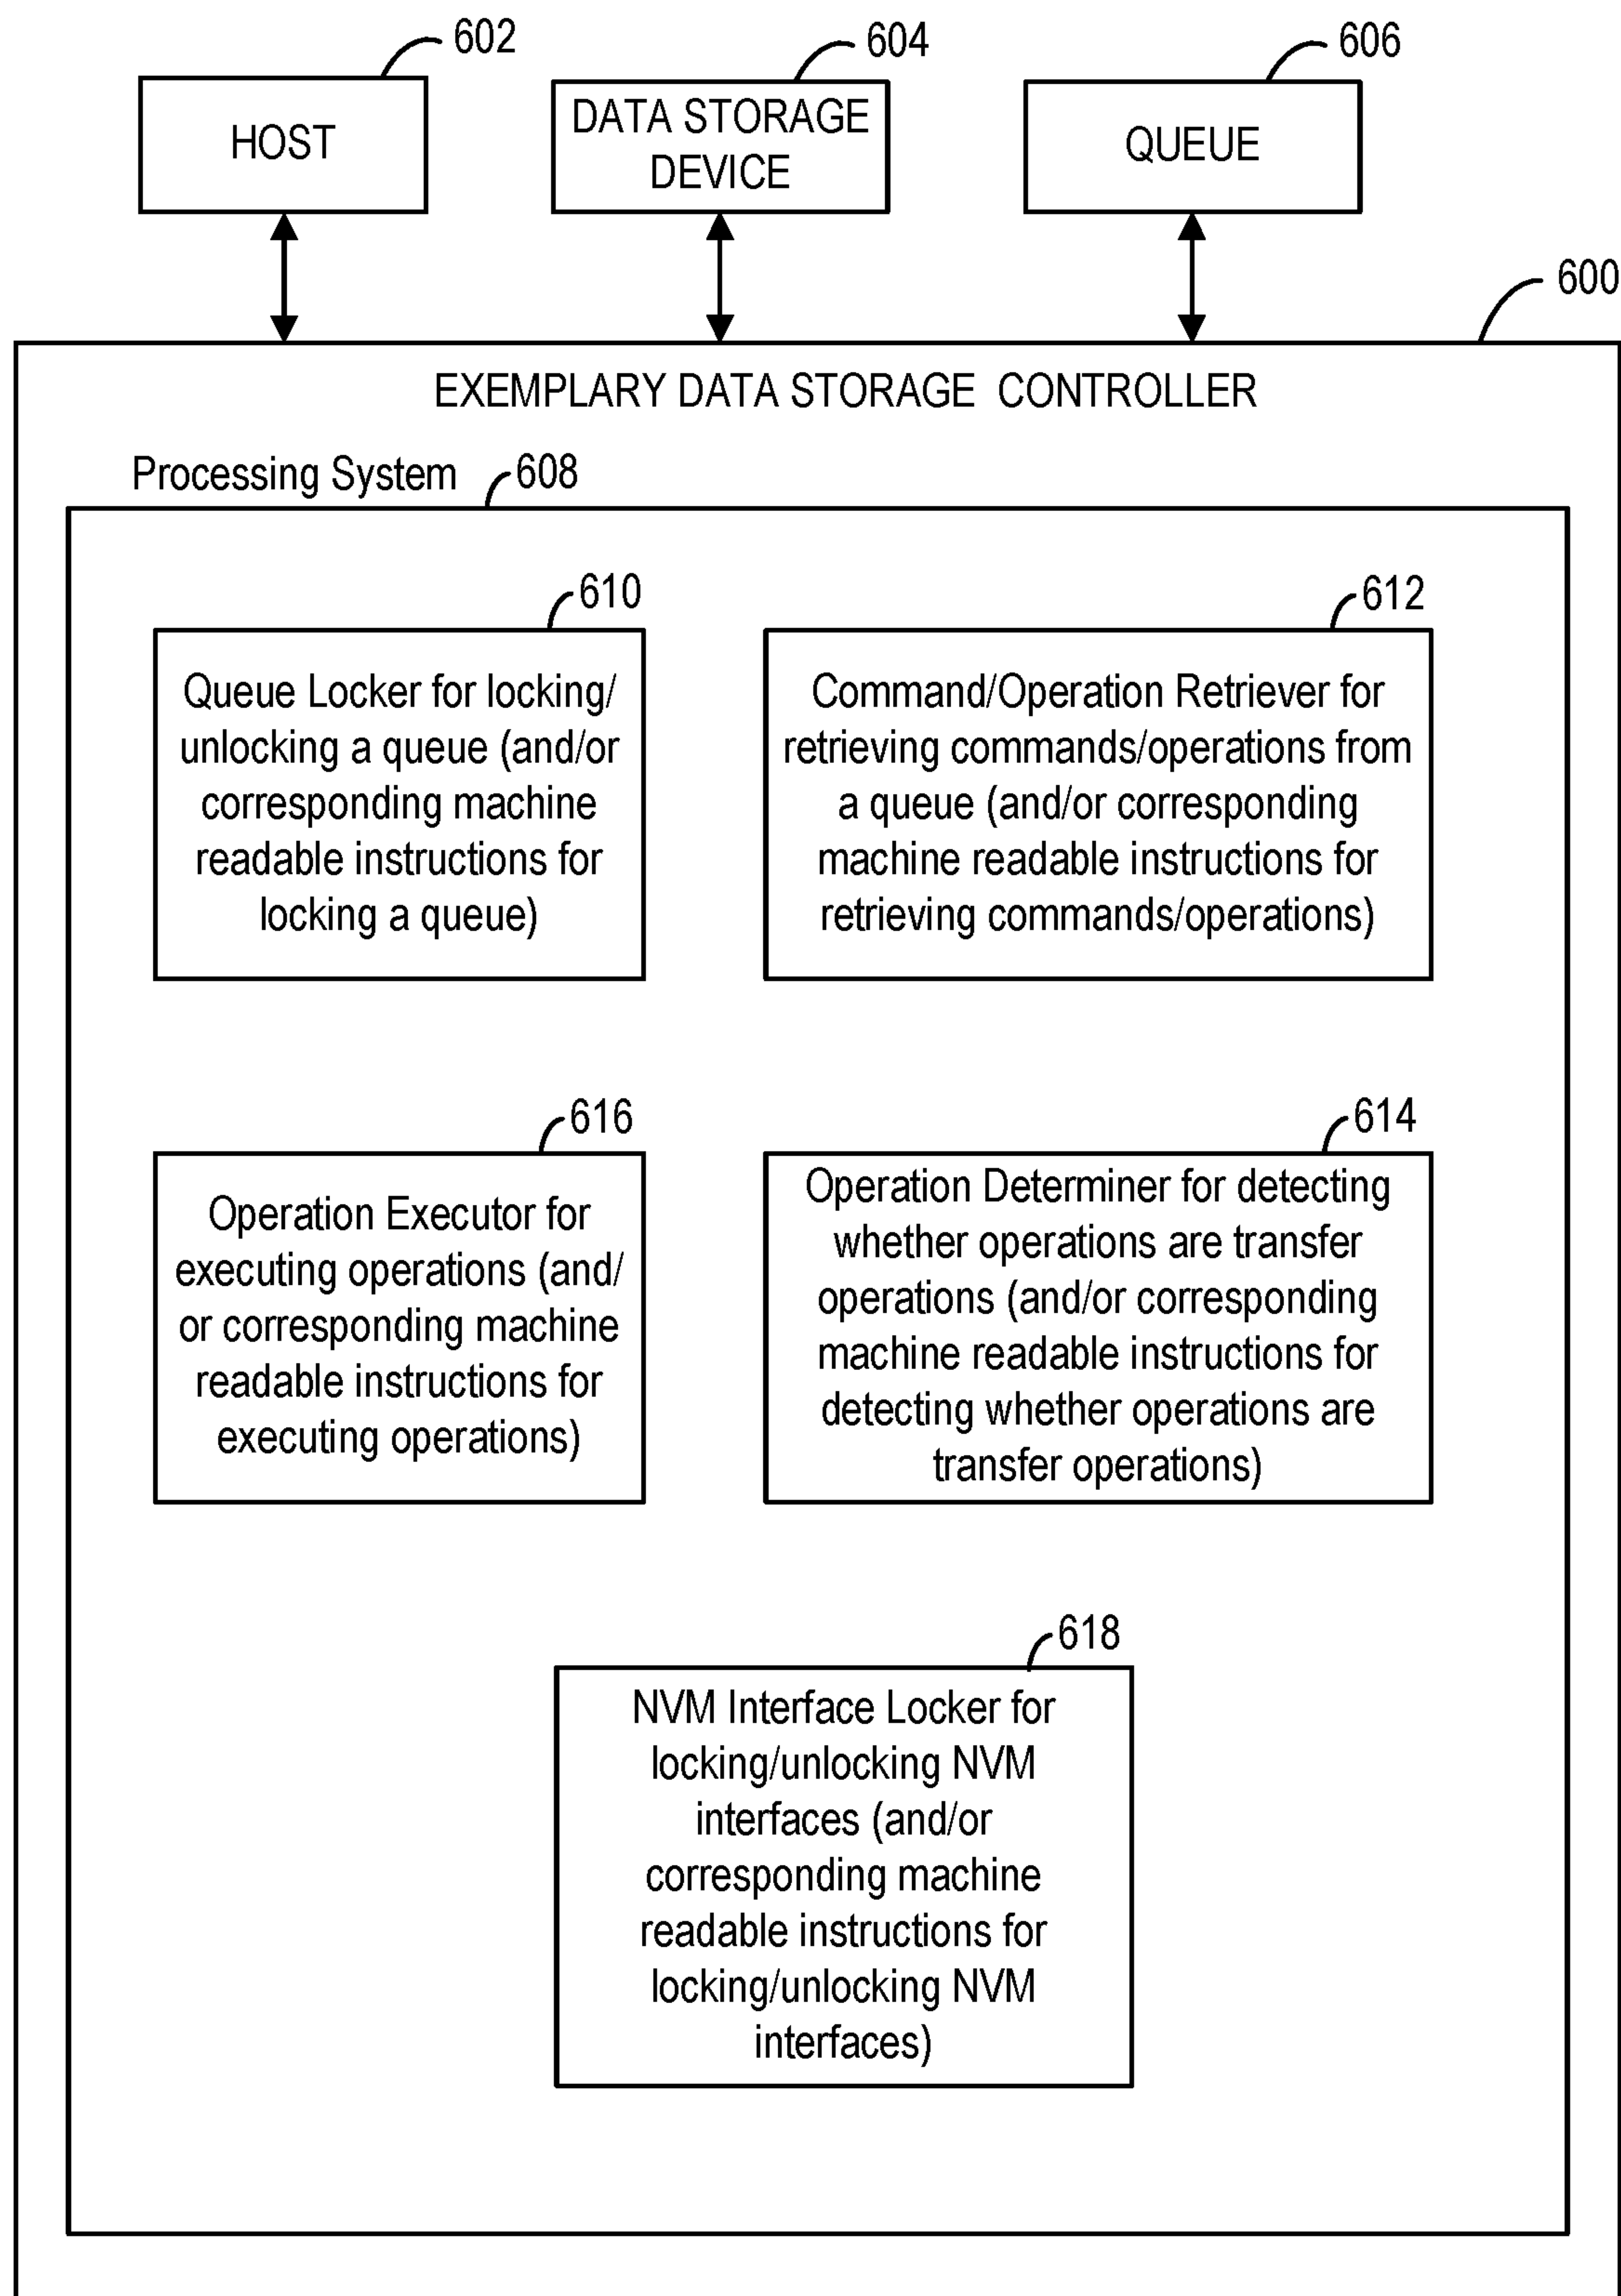 602
604
606
HOST
DATA STORAGE
DEVICE
QUEUE
600
EXEMPLARY DATA STORAGE CONTROLLER
Processing System
608
610
612
Queue Locker for locking/
unlocking a queue (and/or
corresponding machine
readable instructions for
locking a queue)
Command/Operation Retriever for
retrieving commands/operations from
a queue (and/or corresponding
machine readable instructions for
retrieving commands/operations)
616
614
Operation Executor for
executing operations (and/
or corresponding machine
readable instructions for
executing operations)
Operation Determiner for detecting
whether operations are transfer
operations (and/or corresponding
machine readable instructions for
detecting whether operations are
transfer operations)
618
NVM Interface Locker for
locking/unlocking NVM
interfaces (and/or
corresponding machine
readable instructions for
locking/unlocking NVM
interfaces)